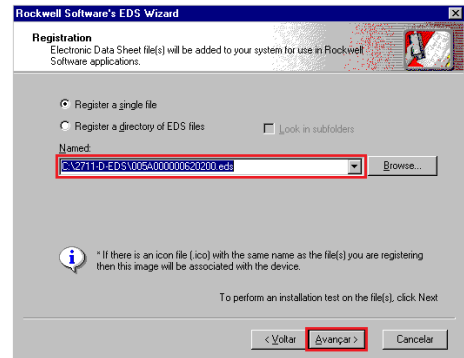 Rockwell Software's EDS Wizard
Registration
Electronic Data Sheet file(s) will be added to your system for use in Rockwell
Software applications.
Register a single file
Register a directory of EDS files
Look in subfolders
Named:
C:\2711-D-EDS\005A000000620200.eds
Browse...
* If there is an icon file (.ico) with the same name as the file(s) you are registering
then this image will be associated with the device.
To perform an installation test on the file(s), click Next
< Voltar
Avançar >
Cancelar